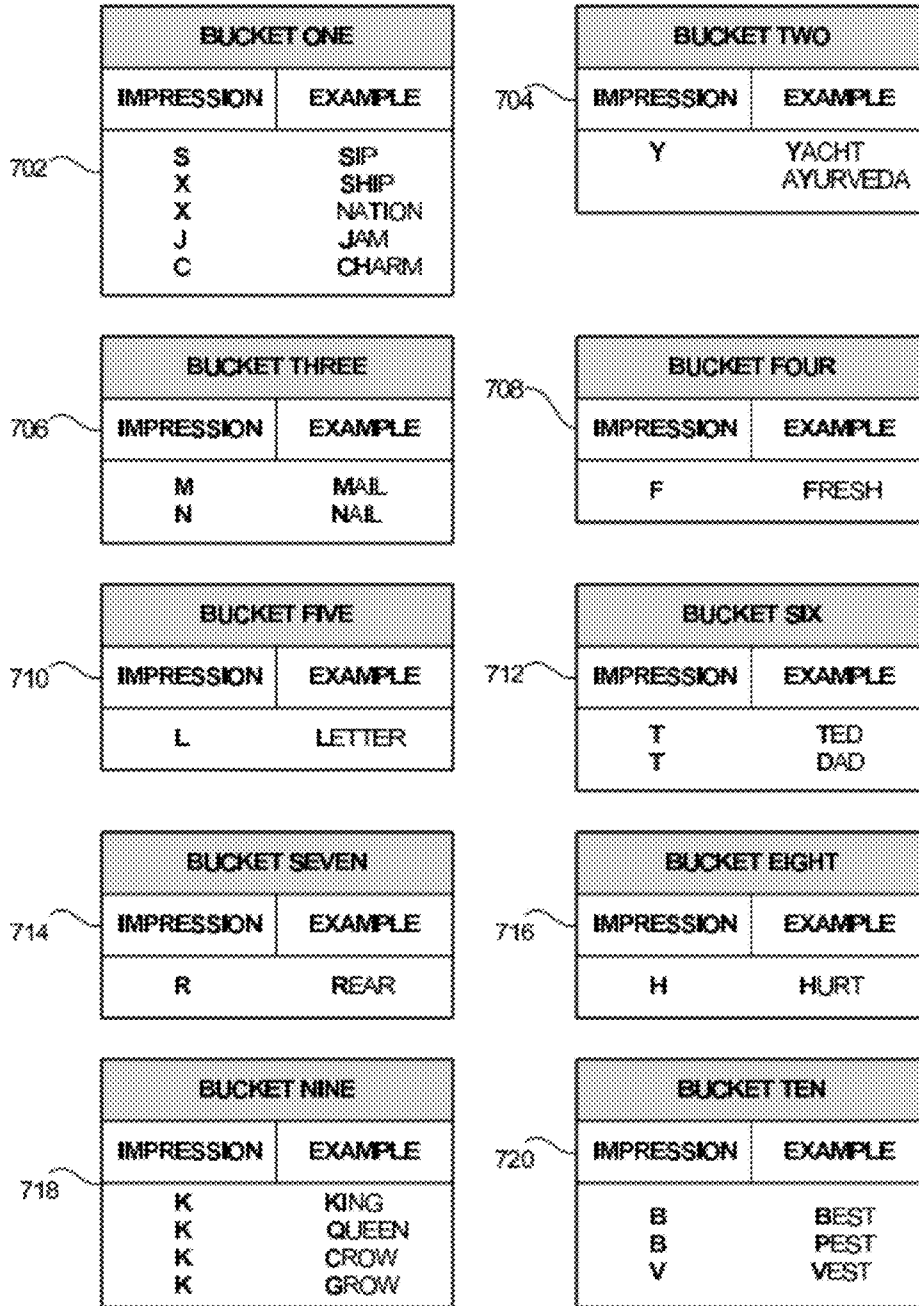 BUCKET ONE
IMPRESSION EXAMPLE
702
S SIP
X SHIP
X NATION
J JAM
C CHARM
BUCKET TWO
704
IMPRESSION EXAMPLE
Y YACHT
AYURVEDA
BUCKET THREE
706
IMPRESSION EXAMPLE
M MAIL
N NAIL
BUCKET FOUR
708
IMPRESSION EXAMPLE
F FRESH
BUCKET FIVE
710
IMPRESSION EXAMPLE
L LETTER
BUCKET SIX
712
IMPRESSION EXAMPLE
T TED
T DAD
BUCKET SEVEN
714
IMPRESSION EXAMPLE
R REAR
BUCKET EIGHT
716
IMPRESSION EXAMPLE
H HURT
BUCKET NINE
IMPRESSION EXAMPLE
718
K KING
K QUEEN
K CROW
K GROW
BUCKET TEN
720
IMPRESSION EXAMPLE
B BEST
B PEST
V VEST